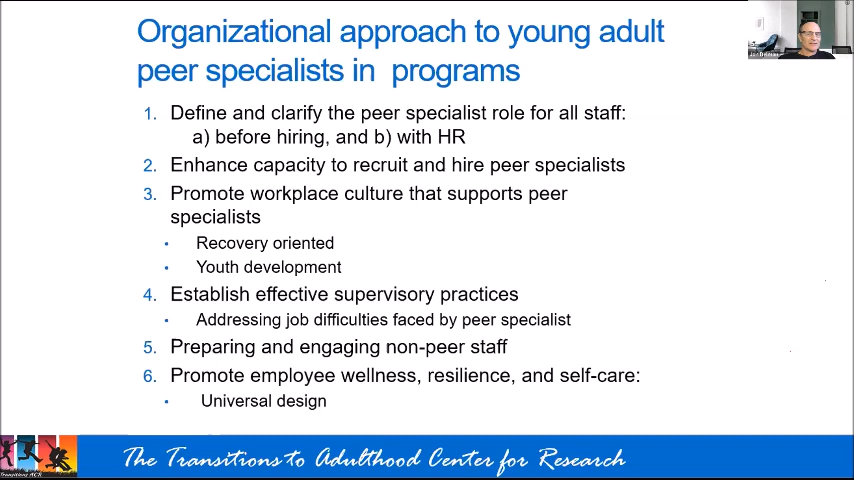 Organizational approach to young adult
peer specialists in programs
1. Define and clarify the peer specialist role for all staff:
a) before hiring, and b) with HR
2. Enhance capacity to recruit and hire peer specialists
3. Promote workplace culture that supports peer
specialists
• Recovery oriented
• Youth development
4. Establish effective supervisory practices
• Addressing job difficulties faced by peer specialist
5. Preparing and engaging non-peer staff
6. Promote employee wellness, resilience, and self-care:
• Universal design
Transitions ACR
The Transitions to Adulthood Center for Research